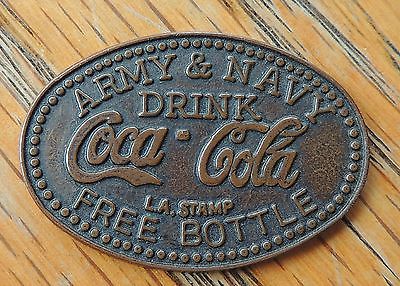 ARMY & NAVY
DRINK
Coca-Cola
L.A. STAMP
FREE BOTTLE